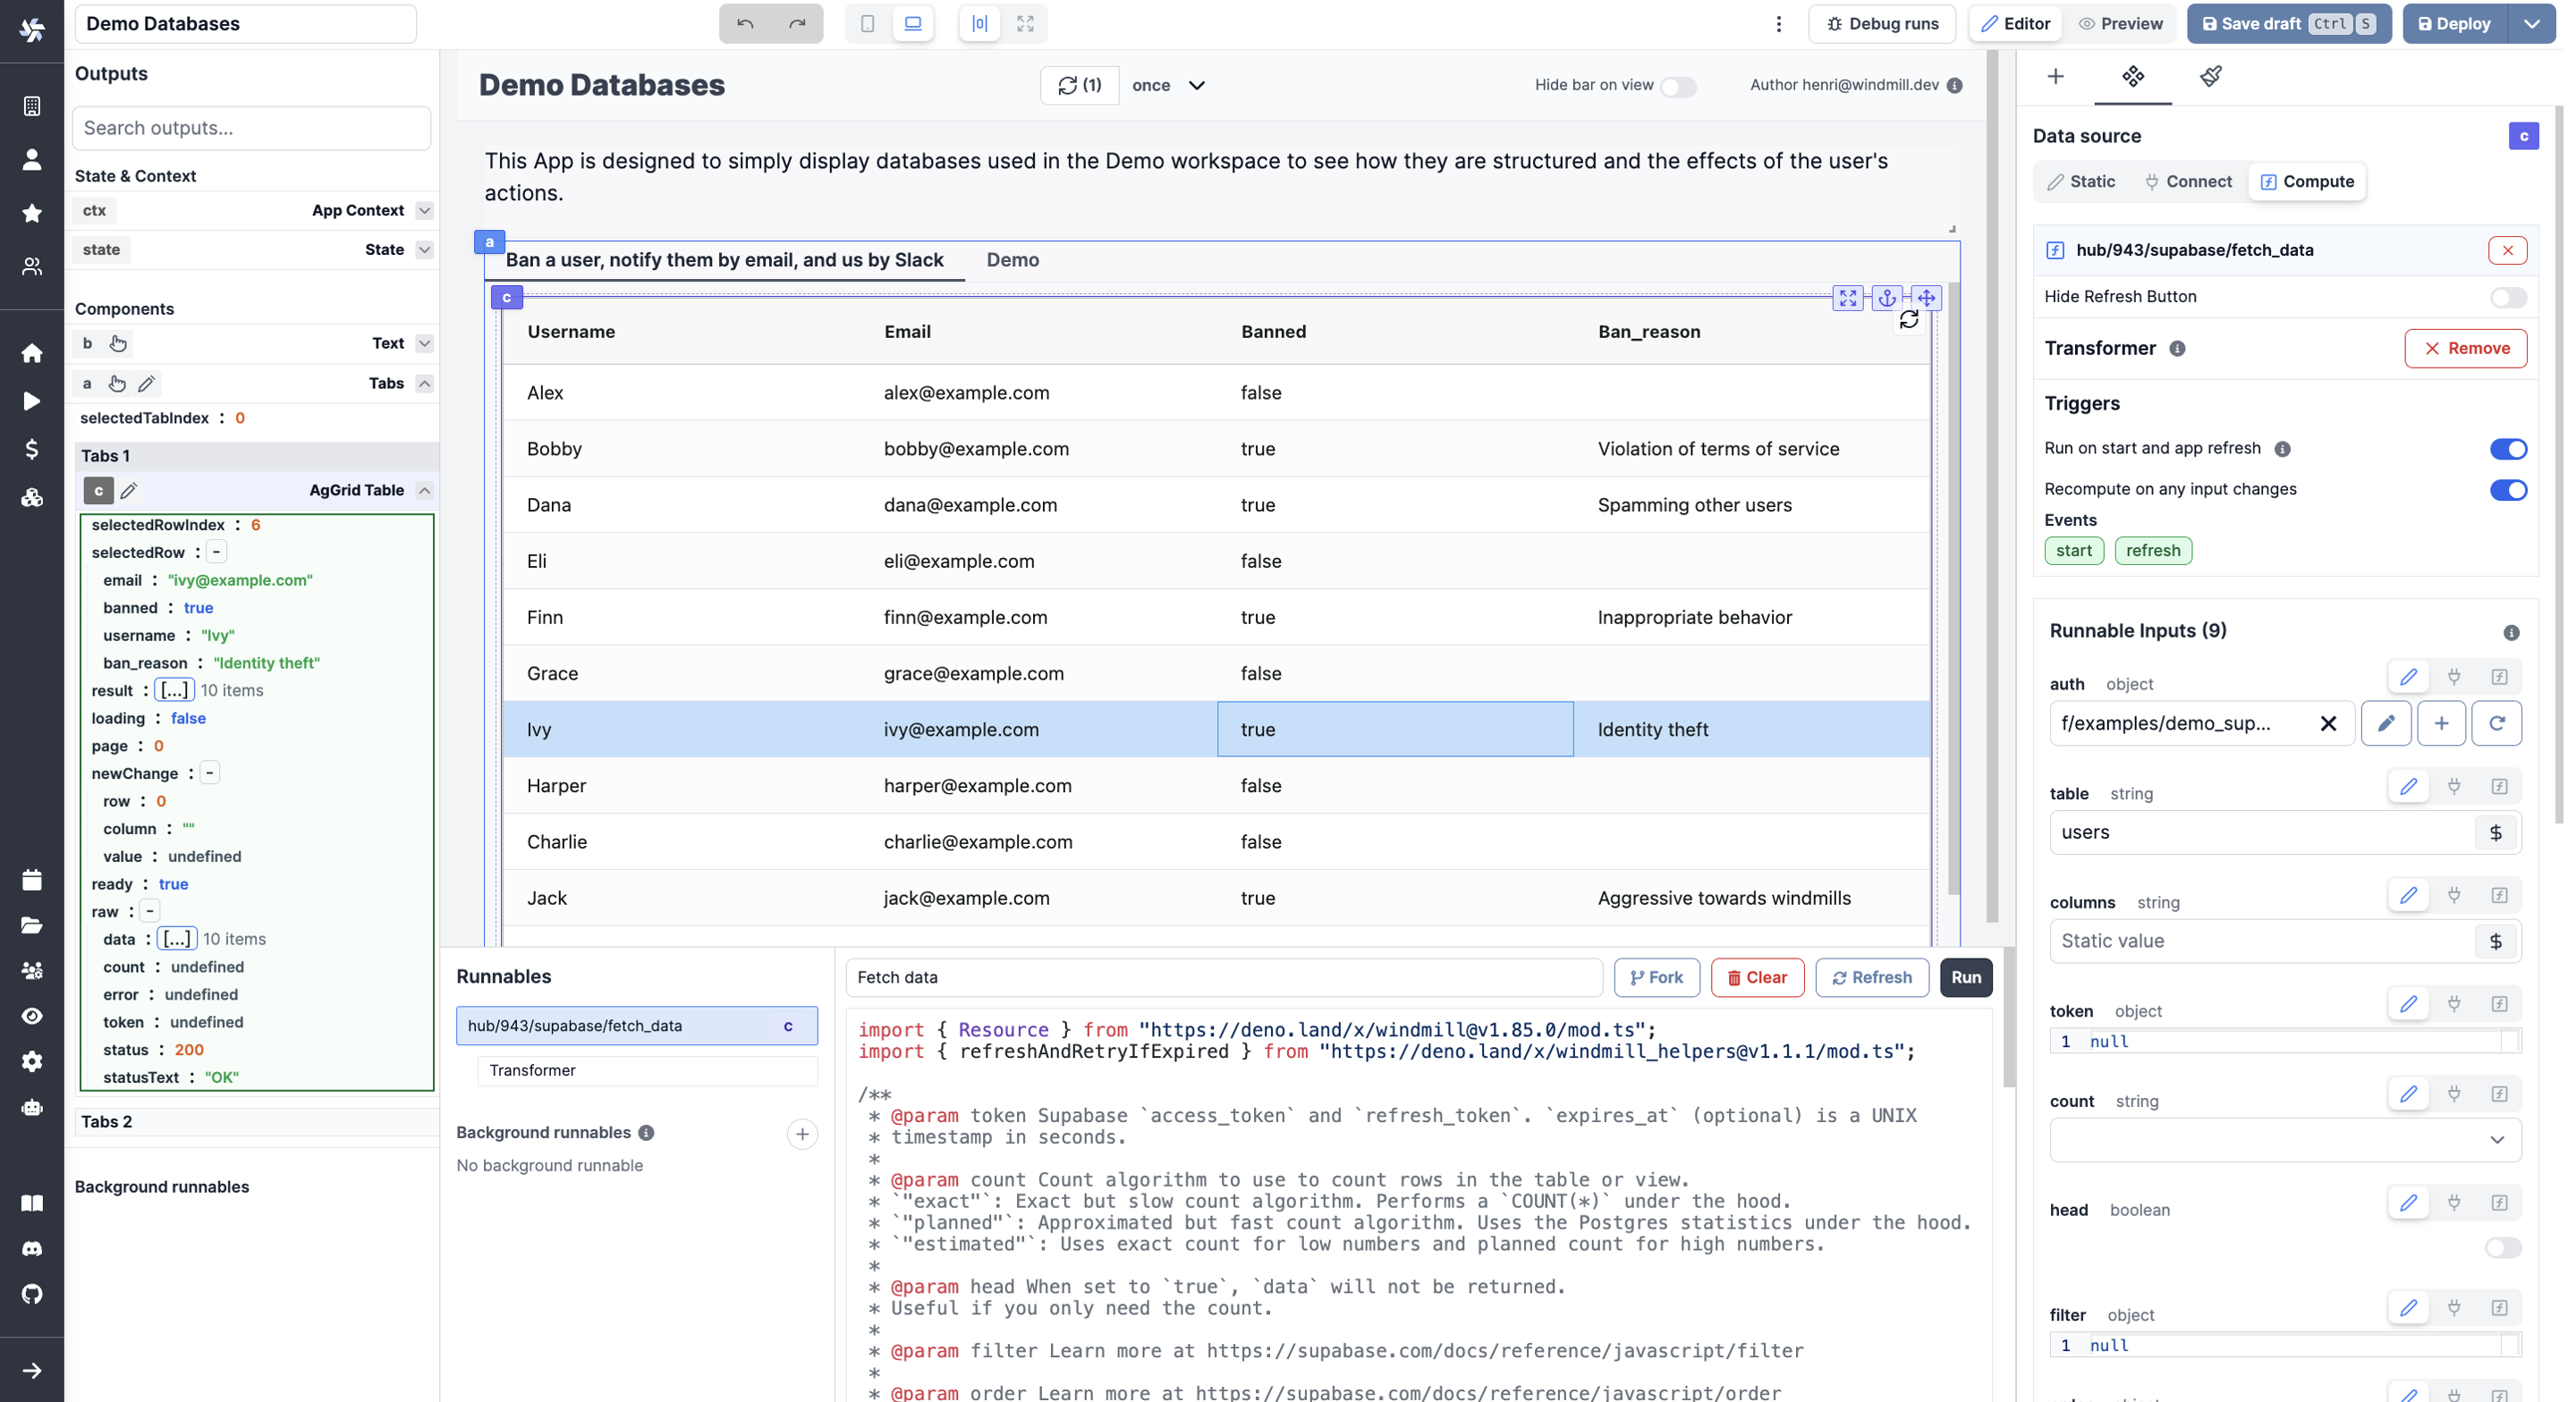 Demo Databases
(1)
Debug runs
Editor
Preview
Save draft Ctrl S
Deploy
Outputs
Search outputs...
State & Context
ctx App Context
state State
Components
b Text
a Tabs
selectedTabIndex : 0
Tabs 1
c AgGrid Table
selectedRowIndex : 6
selectedRow : -
email : "ivy@example.com"
banned : true
username : "Ivy"
ban_reason : "Identity theft"
result : [...] 10 items
loading : false
page : 0
newChange : -
row : 0
column : ""
value : undefined
ready : true
raw : -
data : [...] 10 items
count : undefined
error : undefined
token : undefined
status : 200
statusText : "OK"
Tabs 2
Background runnables
Demo Databases
once
Hide bar on view
Author henri@windmill.dev
This App is designed to simply display databases used in the Demo workspace to see how they are structured and the effects of the user's
actions.
a
Ban a user, notify them by email, and us by Slack Demo
c
Username Email Banned Ban_reason
Alex alex@example.com false
Bobby bobby@example.com true Violation of terms of service
Dana dana@example.com true Spamming other users
Eli eli@example.com false
Finn finn@example.com true Inappropriate behavior
Grace grace@example.com false
Ivy ivy@example.com true Identity theft
Harper harper@example.com false
Charlie charlie@example.com false
Jack jack@example.com true Aggressive towards windmills
Runnables
hub/943/supabase/fetch_data c
Transformer
Background runnables
No background runnable
Fetch data
Fork
Clear
Refresh
Run
import { Resource } from "https://deno.land/x/windmill@v1.85.0/mod.ts";
import { refreshAndRetryIfExpired } from "https://deno.land/x/windmill_helpers@v1.1.1/mod.ts";
/**
* @param token Supabase `access_token` and `refresh_token`. `expires_at` (optional) is a UNIX
* timestamp in seconds.
*
* @param count Count algorithm to use to count rows in the table or view.
* `"exact"`: Exact but slow count algorithm. Performs a `COUNT(*)` under the hood.
* `"planned"`: Approximated but fast count algorithm. Uses the Postgres statistics under the hood.
* `"estimated"`: Uses exact count for low numbers and planned count for high numbers.
*
* @param head When set to `true`, `data` will not be returned.
* Useful if you only need the count.
*
* @param filter Learn more at https://supabase.com/docs/reference/javascript/filter
*
* @param order Learn more at https://supabase.com/docs/reference/javascript/order
Data source c
Static Connect Compute
hub/943/supabase/fetch_data
Hide Refresh Button
Transformer Remove
Triggers
Run on start and app refresh
Recompute on any input changes
Events
start refresh
Runnable Inputs (9)
auth object
f/examples/demo_sup...
table string
users $
columns string
Static value $
token object
1 null
count string
head boolean
filter object
1 null